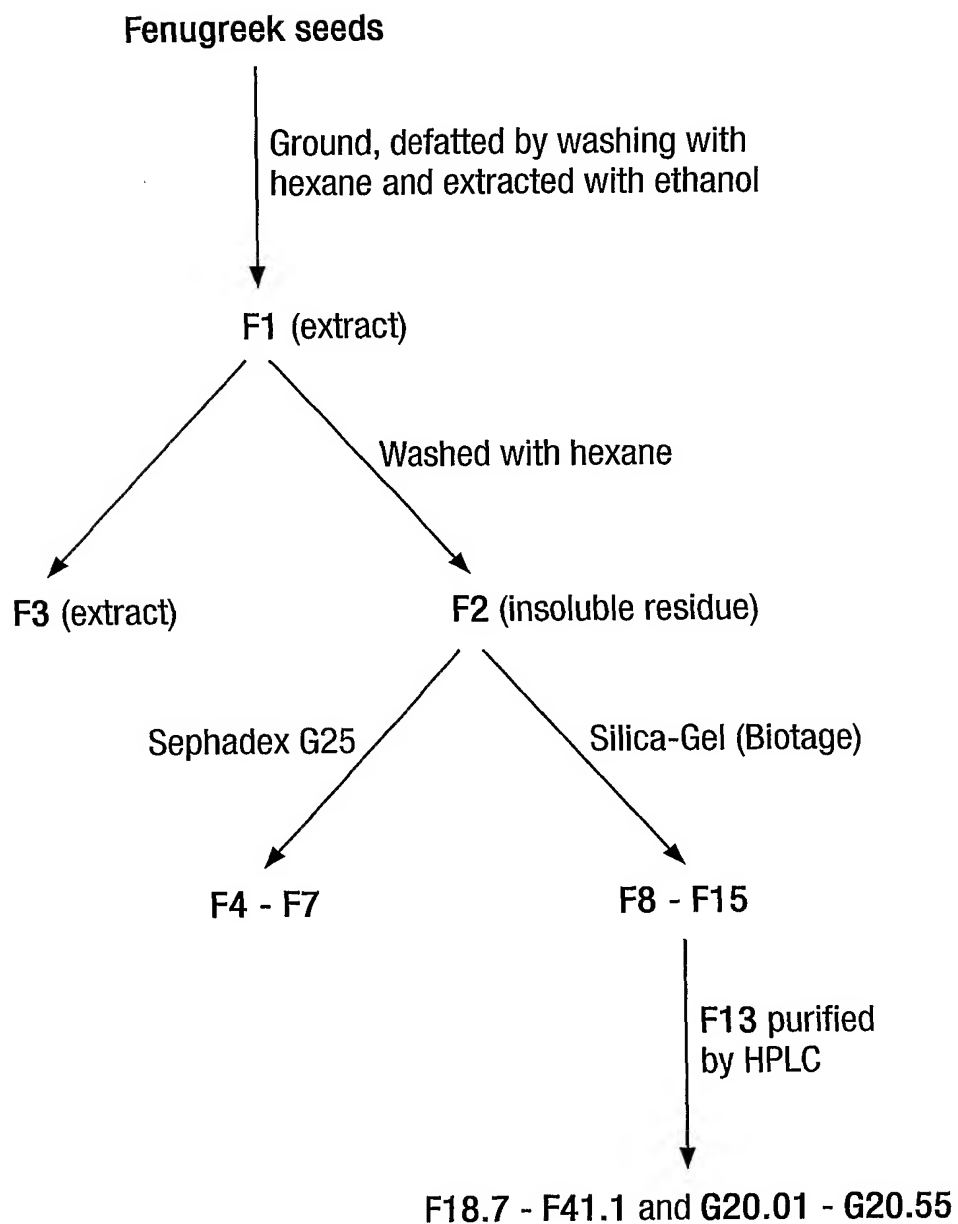 Fenugreek seeds
Ground, defatted by washing with
hexane and extracted with ethanol
F1 (extract)
Washed with hexane
F3 (extract)
F2 (insoluble residue)
Sephadex G25
Silica-Gel (Biotage)
F4 - F7
F8 - F15
F13 purified
by HPLC
F18.7 - F41.1 and G20.01 - G20.55